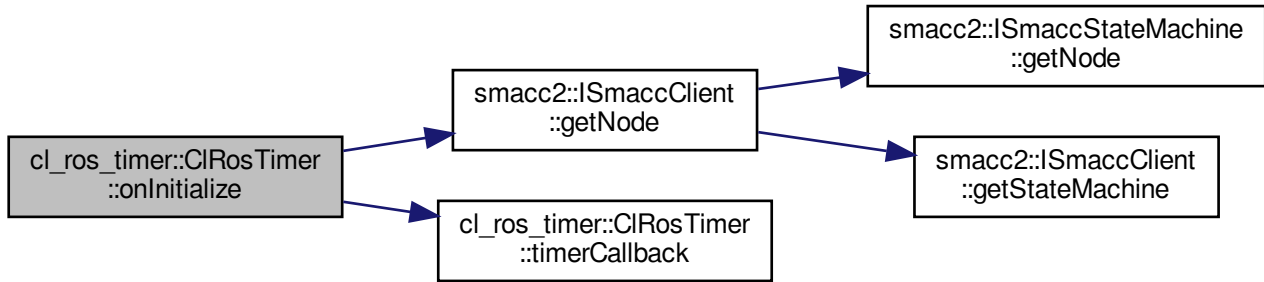 cl_ros_timer::ClRosTimer
::onInitialize
smacc2::ISmaccClient
::getNode
smacc2::ISmaccStateMachine
::getNode
smacc2::ISmaccClient
::getStateMachine
cl_ros_timer::ClRosTimer
::timerCallback